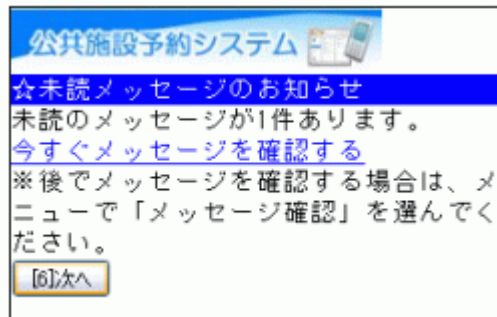 公共施設予約システム
☆未読メッセージのお知らせ
未読のメッセージが1件あります。
今すぐメッセージを確認する
※後でメッセージを確認する場合は、メ
ニューで「メッセージ確認」を選んでく
ださい。
[6]次へ